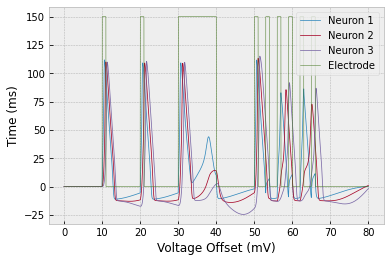 150
125
100
75
50
25
0
−25
Time (ms)
Neuron 1
Neuron 2
Neuron 3
Electrode
0 10 20 30 40 50 60 70 80
Voltage Offset (mV)